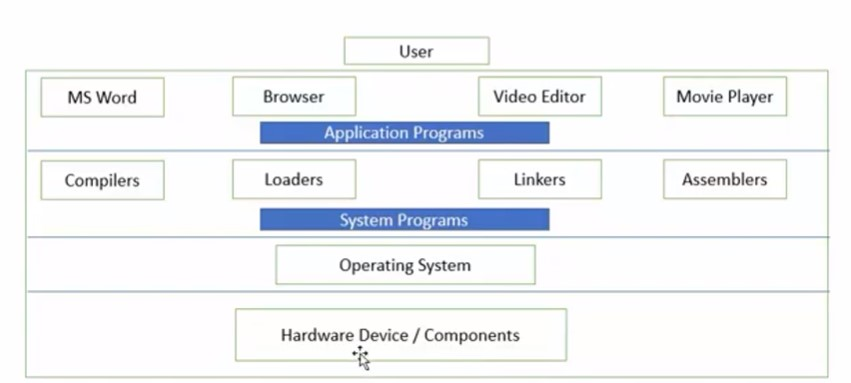 User
MS Word
Browser
Video Editor
Movie Player
Application Programs
Compilers
Loaders
Linkers
Assemblers
System Programs
Operating System
Hardware Device / Components